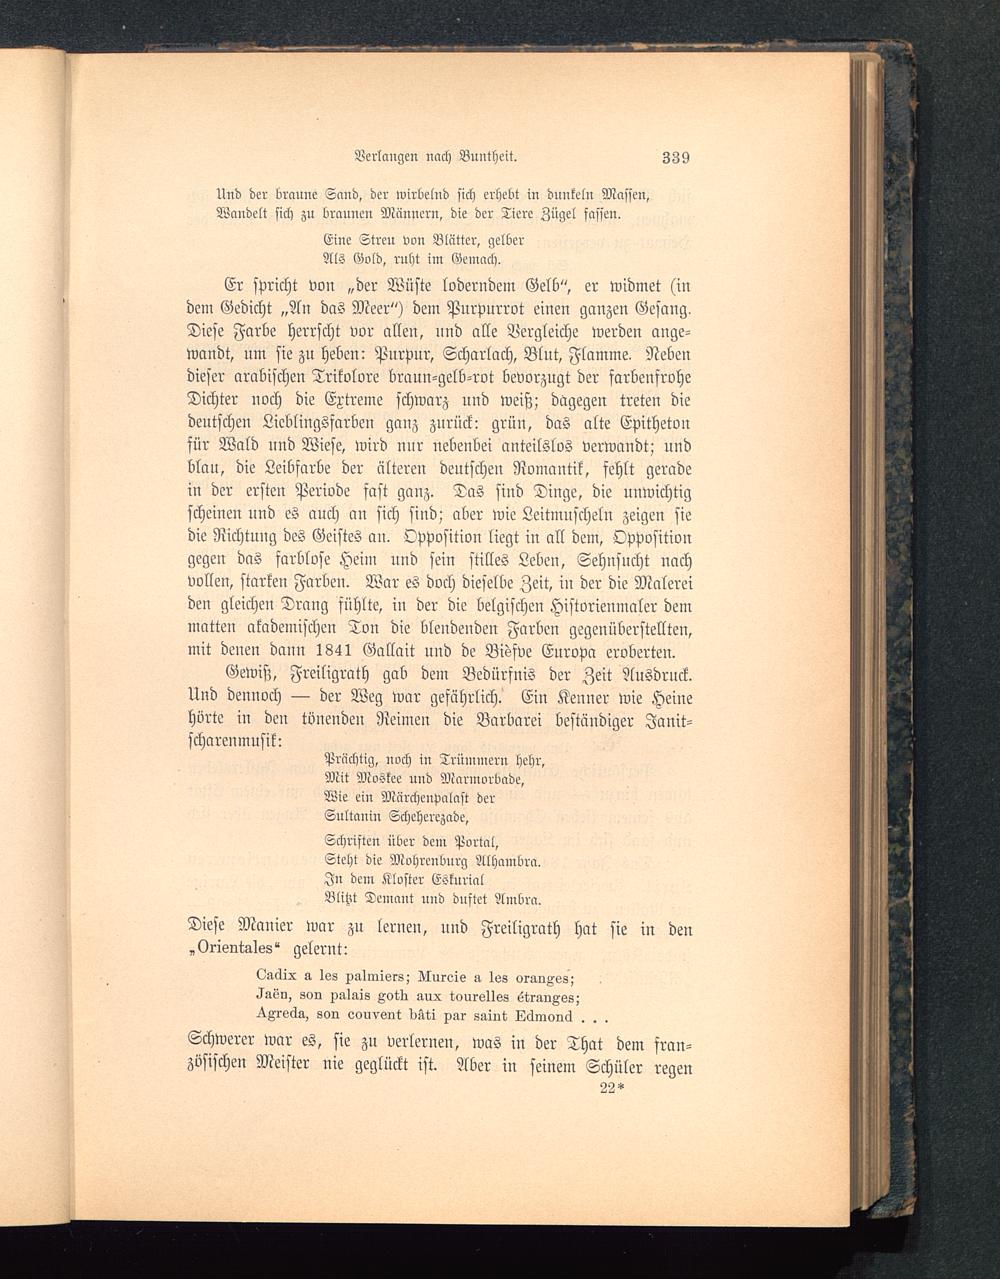 Verlangen nach Buntheit. 339
Und der braune Sand, der wirbelnd sich erhebt in dunkeln Massen,
Wandelt sich zu braunen Männern, die der Tiere Zügel fassen.
Eine Streu von Blätter, gelber
Als Gold, ruht im Gemach.
Er spricht von „der Wüste loderndem Gelb“, er widmet (in
dem Gedicht „An das Meer“) dem Purpurrot einen ganzen Gesang.
Diese Farbe herrscht vor allen, und alle Vergleiche werden ange-
wandt, um sie zu heben: Purpur, Scharlach, Blut, Flamme. Neben
dieser arabischen Trikolore braun-gelb-rot bevorzugt der farbenfrohe
Dichter noch die Extreme schwarz und weiß; dagegen treten die
deutschen Lieblingsfarben ganz zurück: grün, das alte Epitheton
für Wald und Wiese, wird nur nebenbei anteilslos verwandt; und
blau, die Leibfarbe der älteren deutschen Romantik, fehlt gerade
in der ersten Periode fast ganz. Das sind Dinge, die unwichtig
scheinen und es auch an sich sind; aber wie Leitmuscheln zeigen sie
die Richtung des Geistes an. Opposition liegt in all dem, Opposition
gegen das farblose Heim und sein stilles Leben, Sehnsucht nach
vollen, starken Farben. War es doch dieselbe Zeit, in der die Malerei
den gleichen Drang fühlte, in der die belgischen Historienmaler dem
matten akademischen Ton die blendenden Farben gegenüberstellten,
mit denen dann 1841 Gallait und de Bièfve Europa eroberten.
Gewiß, Freiligrath gab dem Bedürfnis der Zeit Ausdruck.
Und dennoch — der Weg war gefährlich. Ein Kenner wie Heine
hörte in den tönenden Reimen die Barbarei beständiger Janit-
scharenmusik:
Prächtig, noch in Trümmern hehr,
Mit Moskee und Marmorbade,
Wie ein Märchenpalast der
Sultanin Scheherezade,
Schriften über dem Portal,
Steht die Mohrenburg Alhambra.
In dem Kloster Eskurial
Blitzt Demant und duftet Ambra.
Diese Manier war zu lernen, und Freiligrath hat sie in den
„Orientales“ gelernt:
Cadix a les palmiers; Murcie a les oranges;
Jaën, son palais goth aux tourelles étranges;
Agreda, son couvent bâti par saint Edmond . . .
Schwerer war es, sie zu verlernen, was in der That dem fran-
zösischen Meister nie geglückt ist. Aber in seinem Schüler regen
22*